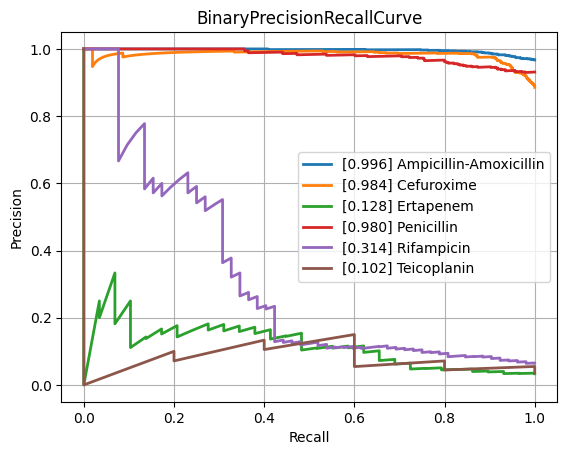 BinaryPrecisionRecallCurve
Precision
1.0
0.8
0.6
0.4
0.2
0.0
[0.996] Ampicillin-Amoxicillin
[0.984] Cefuroxime
[0.128] Ertapenem
[0.980] Penicillin
[0.314] Rifampicin
[0.102] Teicoplanin
0.0 0.2 0.4 0.6 0.8 1.0
Recall